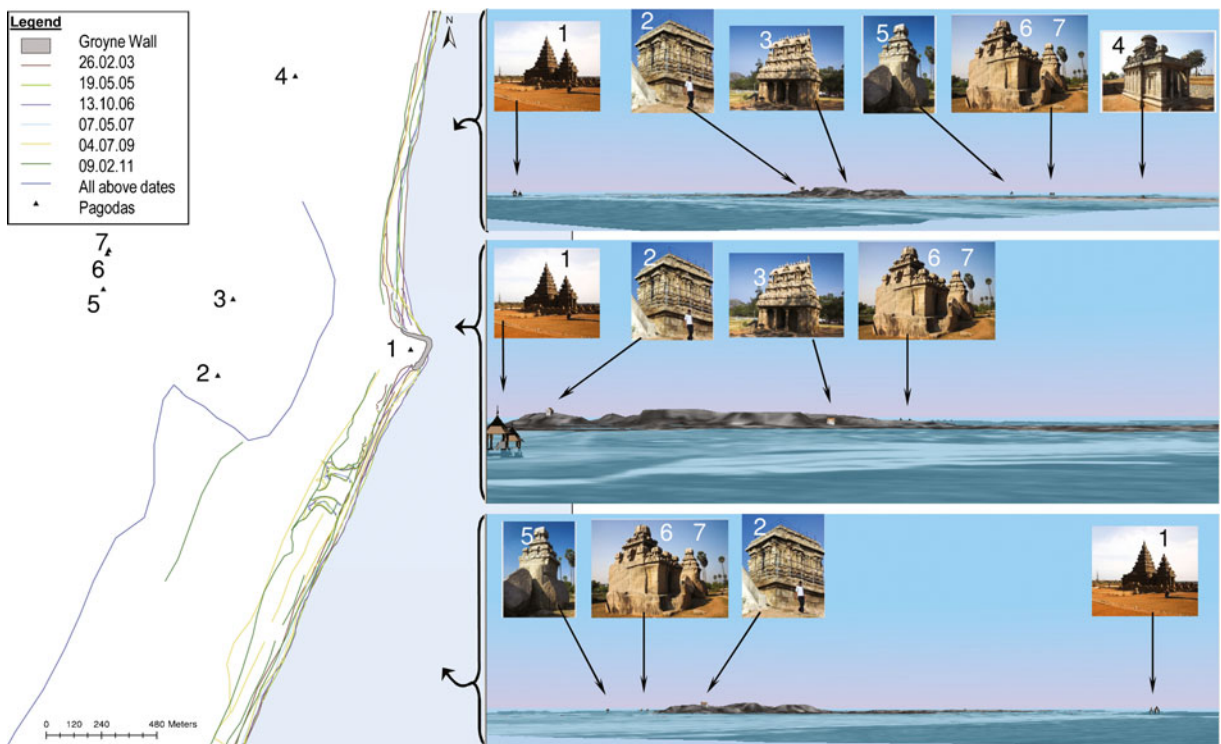 Legend
Groyne Wall
26.02.03
19.05.05
13.10.06
07.05.07
04.07.09
09.02.11
All above dates
Pagodas
N
4
7
6
5
3
2
1
0 120 240 480 Meters
1 2 3 5 6 7 4
1 2 3 6 7
5 6 7 2 1